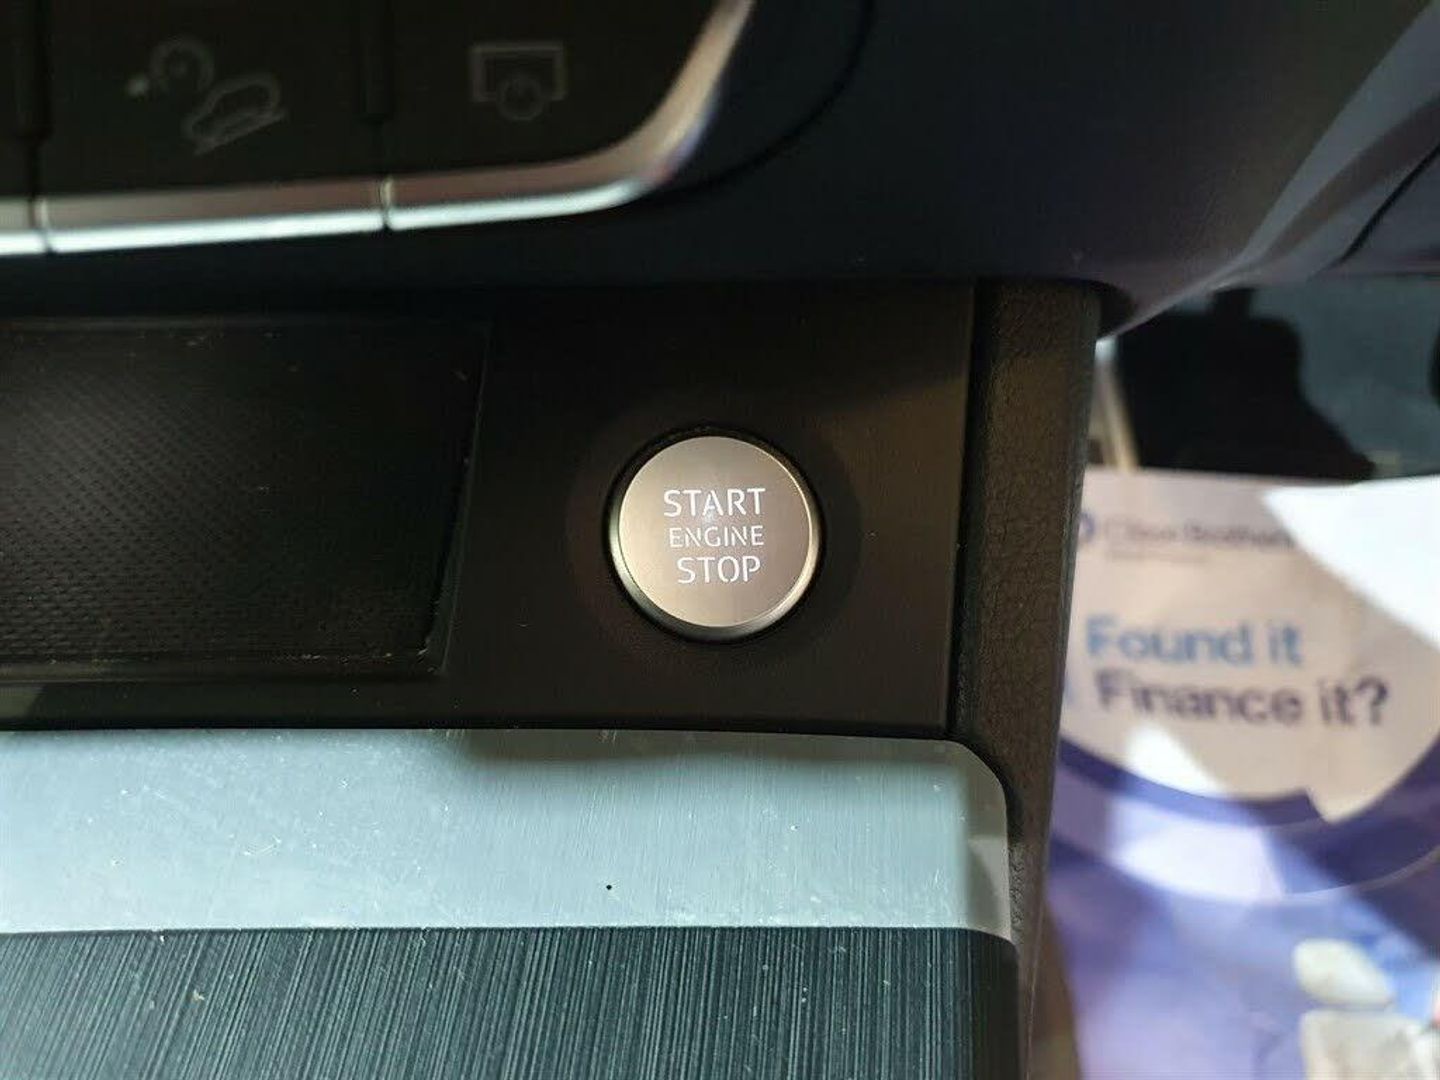 START
ENGINE
STOP
Found it
Finance it?